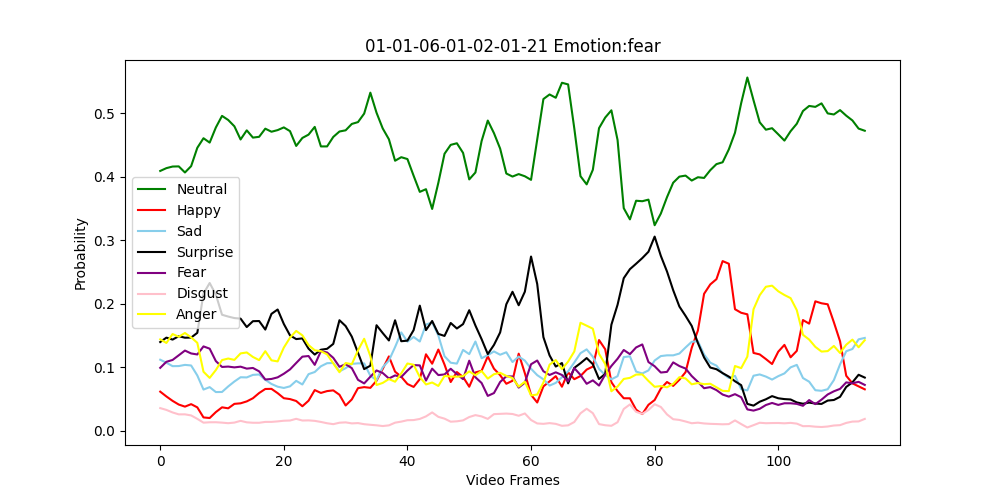 01-01-06-01-02-01-21 Emotion:fear
Probability
0.5
0.4
0.3
0.2
0.1
0.0
Neutral
Happy
Sad
Surprise
Fear
Disgust
Anger
0 20 40 60 80 100
Video Frames